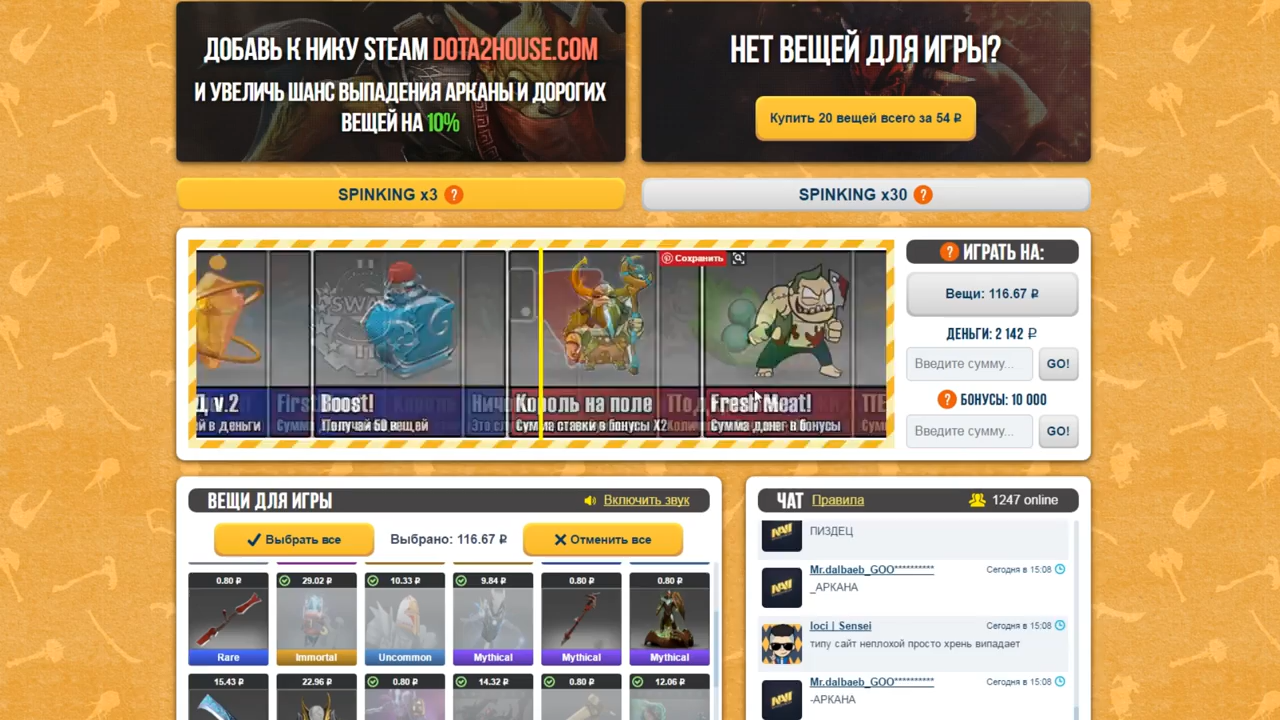 ДОБАВЬ К НИКУ STEAM DOTA2HOUSE.COM
И УВЕЛИЧЬ ШАНС ВЫПАДЕНИЯ АРКАНЫ И ДОРОГИХ
ВЕЩЕЙ НА 10%
НЕТ ВЕЩЕЙ ДЛЯ ИГРЫ?
Купить 20 вещей всего за 54 ₽
SPINKING x3 ?
SPINKING x30 ?
Сохранить
v.2
й в деньги
Boost!
Получай 50 вещей
Король на поле
Сумма ставки в бонусы X2
Fresh Meat!
Сумма денег в бонусы
? ИГРАТЬ НА:
Вещи: 116.67 ₽
ДЕНЬГИ: 2 142 ₽
Введите сумму... GO!
? БОНУСЫ: 10 000
Введите сумму... GO!
ВЕЩИ ДЛЯ ИГРЫ Включить звук
Выбрать все Выбрано: 116.67 ₽ Отменить все
0.80 ₽ 29.02 ₽ 10.33 ₽ 9.84 ₽ 0.80 ₽ 0.80 ₽
Rare Immortal Uncommon Mythical Mythical Mythical
15.43 ₽ 22.96 ₽ 0.80 ₽ 14.32 ₽ 0.80 ₽ 12.06 ₽
ЧАТ Правила 1247 online
ПИЗДЕЦ
Mr.dalbaeb_GOO********** Сегодня в 15:08
_АРКАНА
loci | Sensei Сегодня в 15:08
типу сайт неплохой просто хрень випадает
Mr.dalbaeb_GOO********** Сегодня в 15:08
-АРКАНА